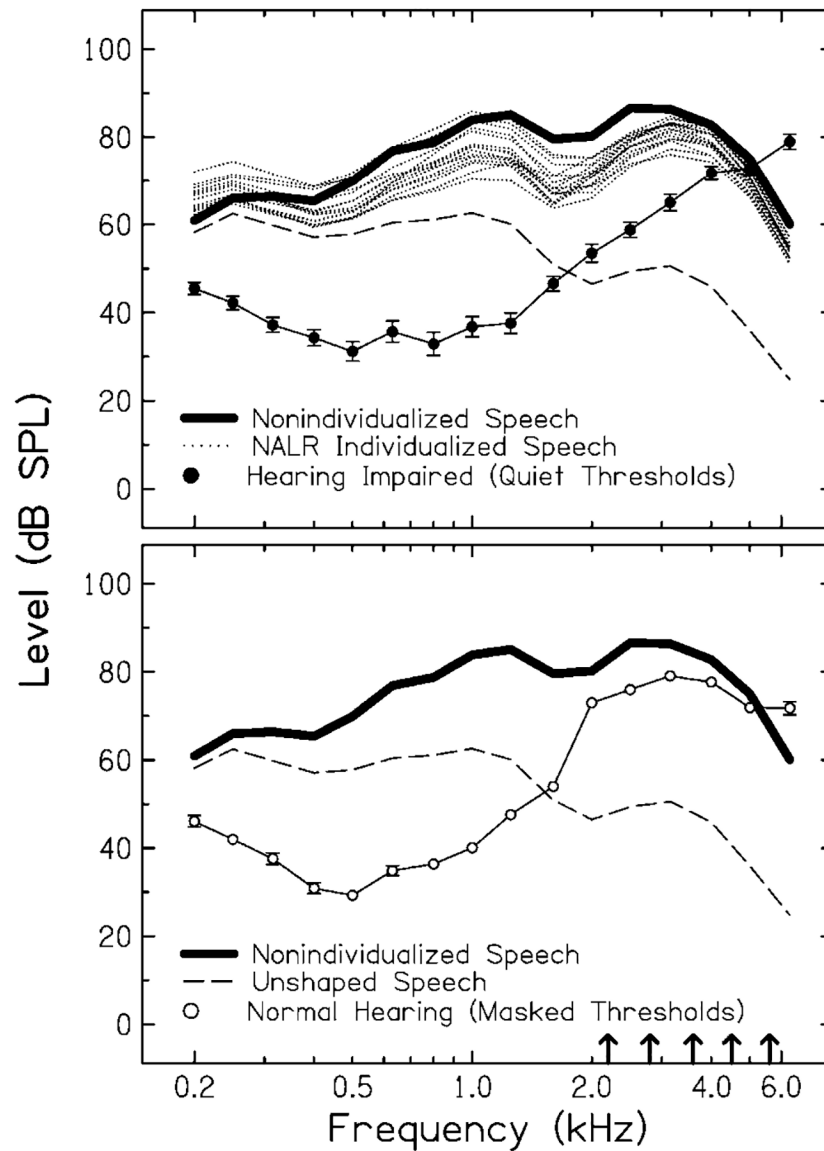 100
80
60
40
20
0
Nonindividualized Speech
NALR Individualized Speech
Hearing Impaired (Quiet Thresholds)
Level (dB SPL)
100
80
60
40
20
0
Nonindividualized Speech
Unshaped Speech
Normal Hearing (Masked Thresholds)
0.2 0.5 1.0 2.0 4.0 6.0
Frequency (kHz)